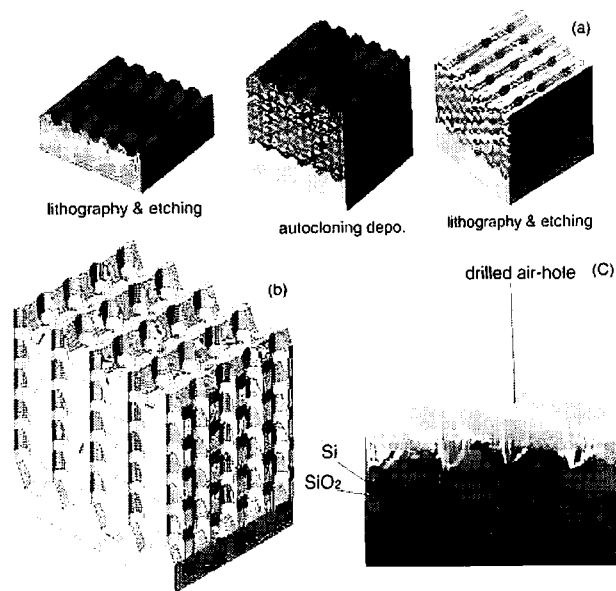 (a)
lithography & etching
autocloning depo.
lithography & etching
(b)
drilled air-hole
(C)
Si
SiO₂